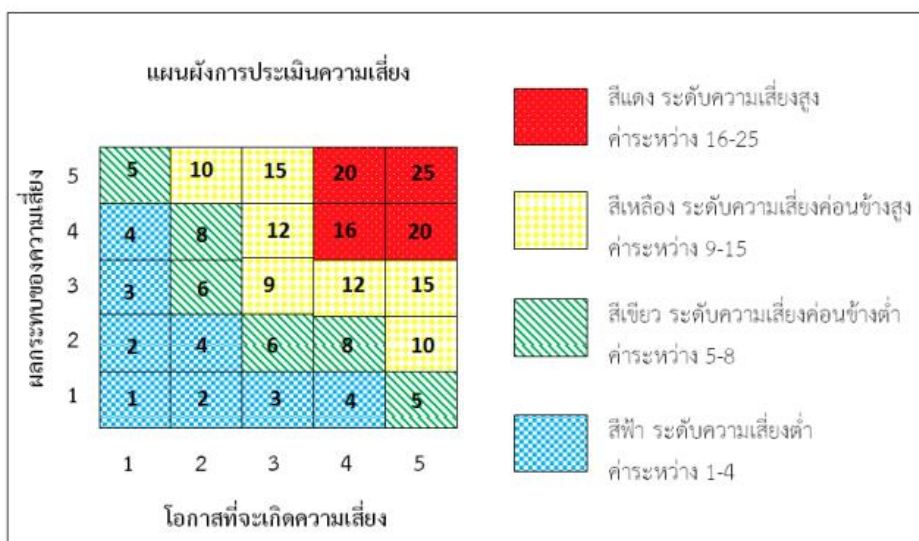 แผนผังการประเมินความเสี่ยง
ผลกระทบของความเสี่ยง
5 5 10 15 20 25
4 4 8 12 16 20
3 3 6 9 12 15
2 2 4 6 8 10
1 1 2 3 4 5
1 2 3 4 5
โอกาสที่จะเกิดความเสี่ยง
สีแดง ระดับความเสี่ยงสูง
ค่าระหว่าง 16-25
สีเหลือง ระดับความเสี่ยงค่อนข้างสูง
ค่าระหว่าง 9-15
สีเขียว ระดับความเสี่ยงค่อนข้างต่ำ
ค่าระหว่าง 5-8
สีฟ้า ระดับความเสี่ยงต่ำ
ค่าระหว่าง 1-4